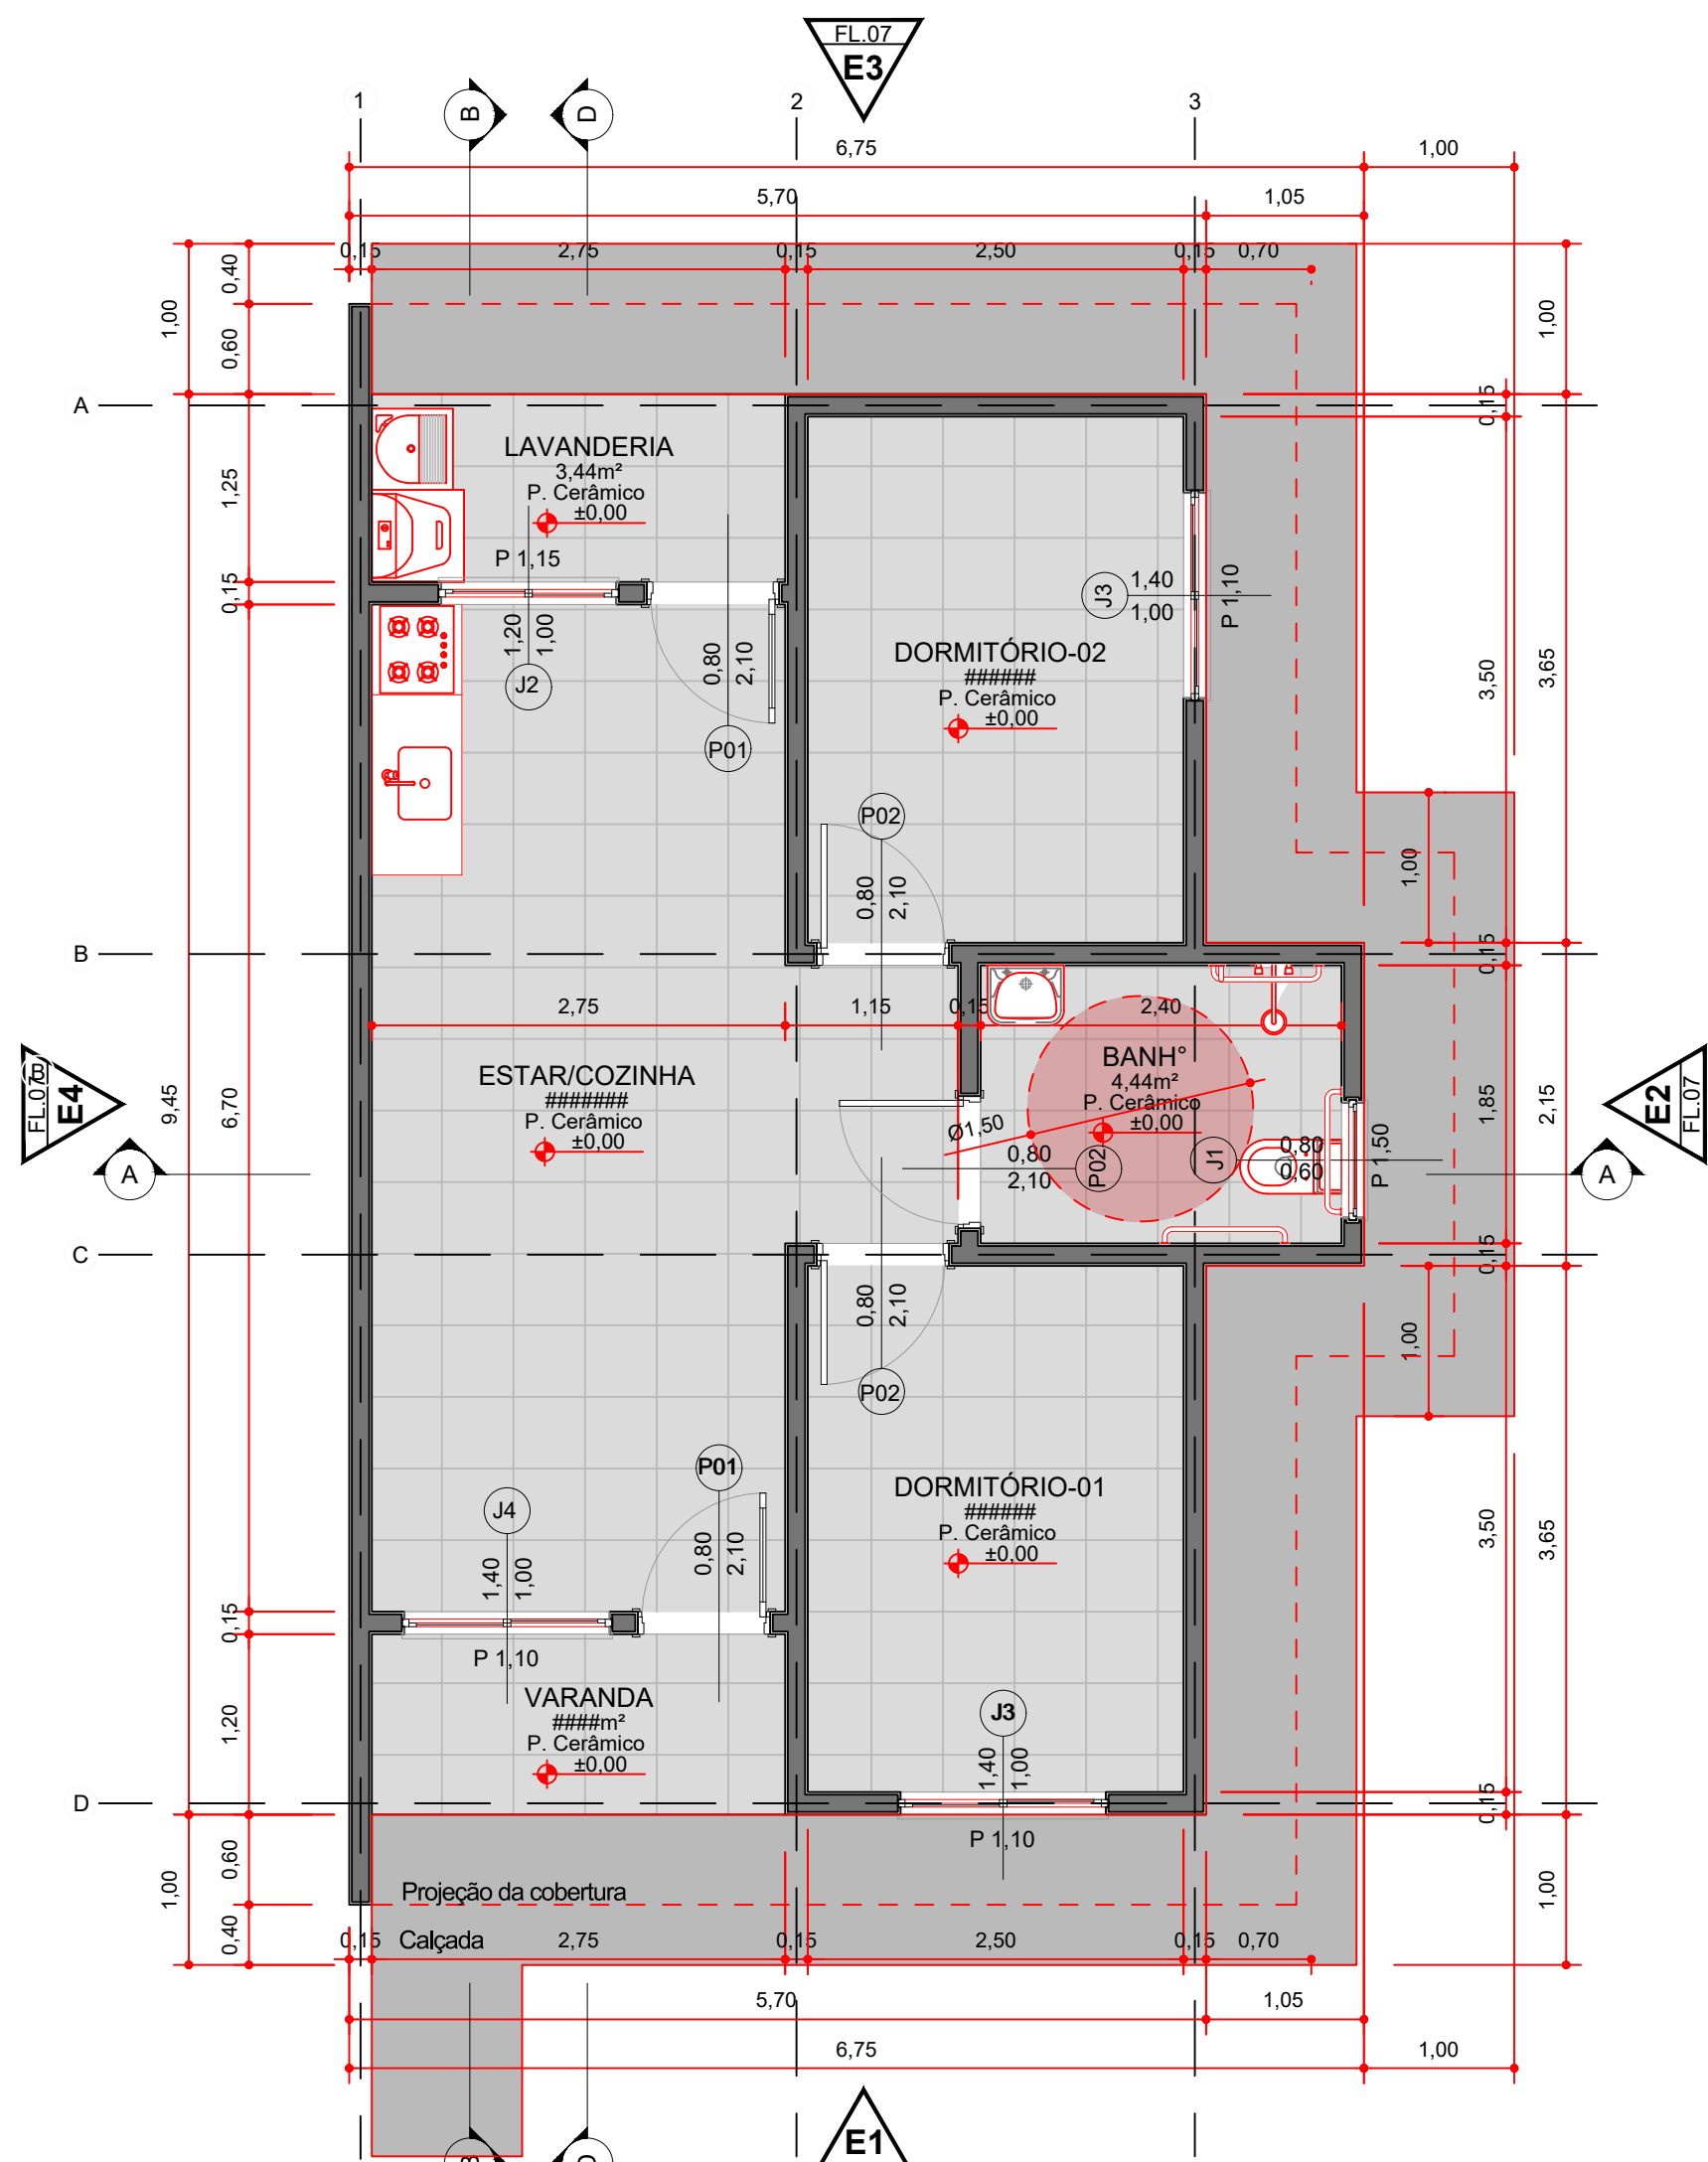 FL.07
E3
1
B
D
2
3
6,75
1,00
5,70
1,05
0,15
2,75
0,15
2,50
0,15
0,70
0,40
1,00
0,60
1,00
A
0,15
LAVANDERIA
3,44m²
P. Cerâmico
±0,00
1,25
P 1,15
0,15
1,20
1,00
J2
0,80
2,10
P01
J3
1,40
1,00
P 1,10
DORMITÓRIO-02
######
P. Cerâmico
±0,00
3,50
3,65
P02
0,80
2,10
1,00
B
0,15
2,75
1,15
0,15
2,40
ESTAR/COZINHA
#######
P. Cerâmico
±0,00
BANH°
4,44m²
P. Cerâmico
±0,00
Ø1,50
0,80
2,10
P02
J1
0,80
0,60
P 1,50
1,85
2,15
9,45
6,70
B
FL.07
E4
A
E2
FL.07
A
C
0,15
0,80
2,10
P02
1,00
P01
0,80
2,10
J4
1,40
1,00
DORMITÓRIO-01
######
P. Cerâmico
±0,00
3,50
3,65
0,15
P 1,10
VARANDA
####m²
P. Cerâmico
±0,00
1,20
J3
1,40
1,00
D
0,15
P 1,10
0,60
1,00
1,00
Projeção da cobertura
0,40
0,15
Calçada
2,75
0,15
2,50
0,15
0,70
5,70
1,05
6,75
1,00
E1
B
D